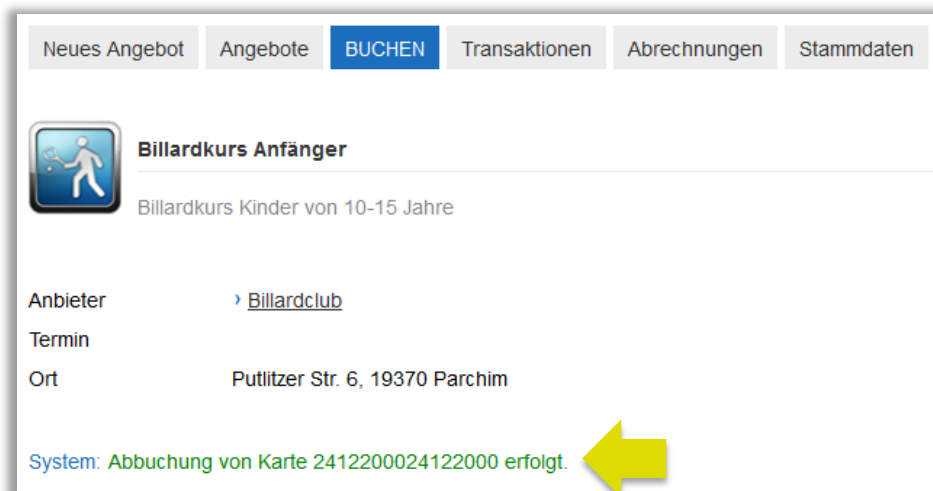 Neues Angebot Angebote BUCHEN Transaktionen Abrechnungen Stammdaten
Billardkurs Anfänger
Billardkurs Kinder von 10-15 Jahre
Anbieter › Billardclub
Termin
Ort Putlitzer Str. 6, 19370 Parchim
System: Abbuchung von Karte 2412200024122000 erfolgt.